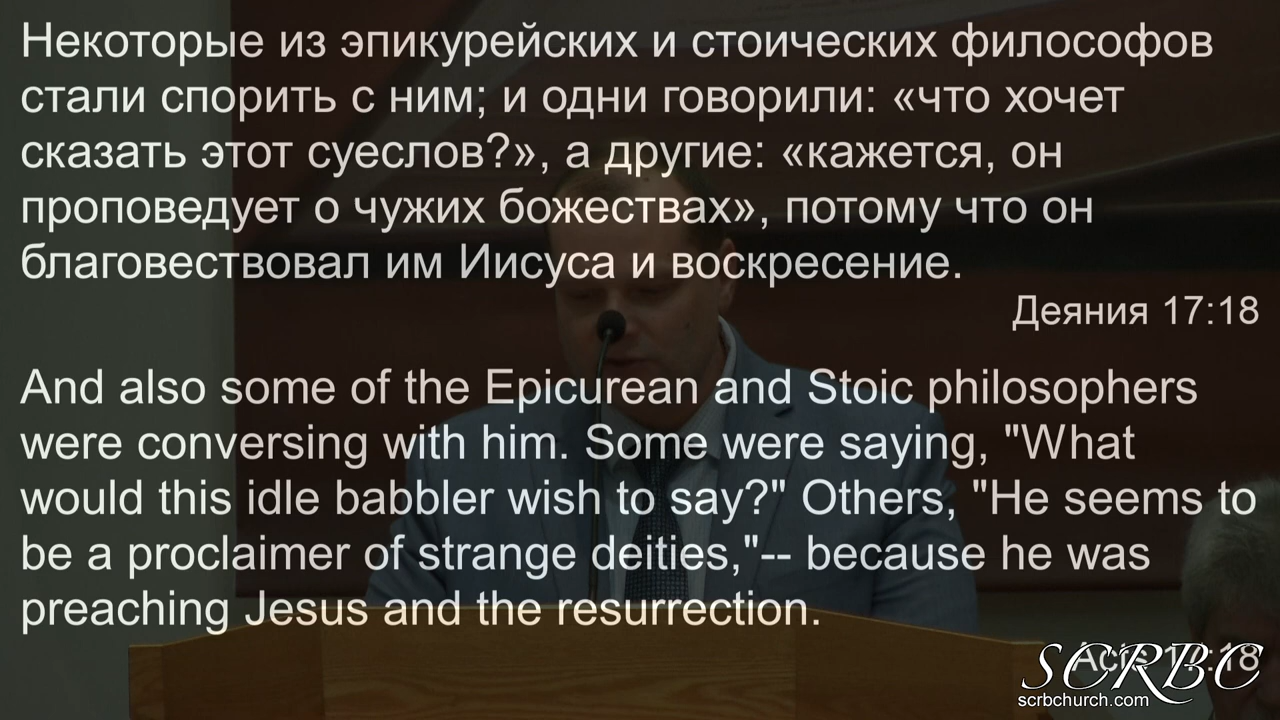 Некоторые из эпикурейских и стоических философов
стали спорить с ним; и одни говорили: «что хочет
сказать этот суеслов?», а другие: «кажется, он
проповедует о чужих божествах», потому что он
благовествовал им Иисуса и воскресение.
Деяния 17:18
And also some of the Epicurean and Stoic philosophers
were conversing with him. Some were saying, "What
would this idle babbler wish to say?" Others, "He seems to
be a proclaimer of strange deities,"-- because he was
preaching Jesus and the resurrection.
Acts 17:18
SCRBC
scrbchurch.com